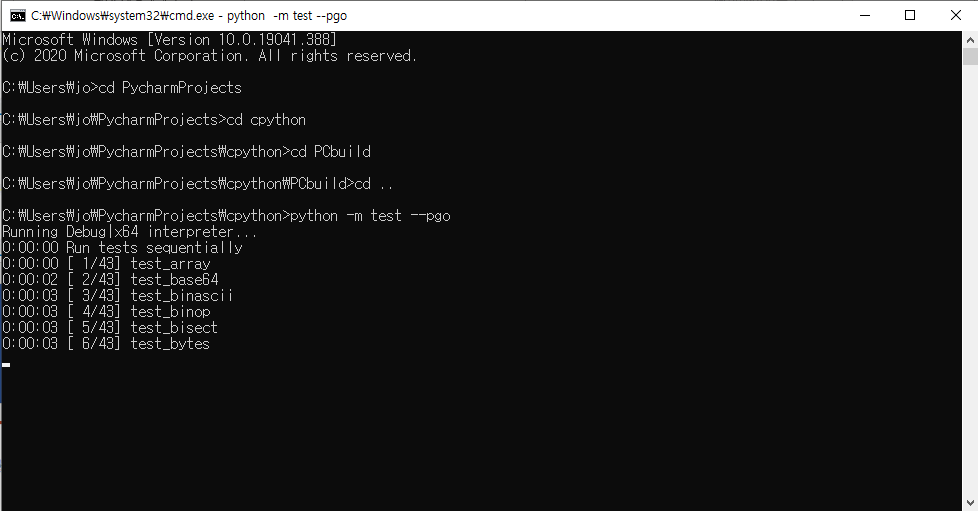 C:₩Windows₩system32₩cmd.exe - python  -m test --pgo
Microsoft Windows [Version 10.0.19041.388]
(c) 2020 Microsoft Corporation. All rights reserved.
C:₩Users₩jo>cd PycharmProjects
C:₩Users₩jo₩PycharmProjects>cd cpython
C:₩Users₩jo₩PycharmProjects₩cpython>cd PCbuild
C:₩Users₩jo₩PycharmProjects₩cpython₩PCbuild>cd ..
C:₩Users₩jo₩PycharmProjects₩cpython>python -m test --pgo
Running Debug|x64 interpreter...
0:00:00 Run tests sequentially
0:00:00 [ 1/43] test_array
0:00:02 [ 2/43] test_base64
0:00:03 [ 3/43] test_binascii
0:00:03 [ 4/43] test_binop
0:00:03 [ 5/43] test_bisect
0:00:03 [ 6/43] test_bytes